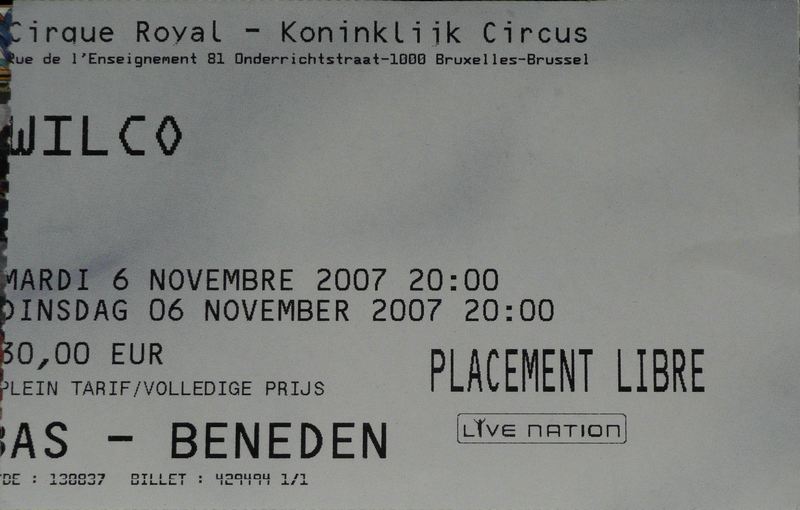 Cirque Royal - Koninklijk Circus
Rue de l'Enseignement 81 Onderrichtstraat-1000 Bruxelles-Brussel
WILCO
MARDI 6 NOVEMBRE 2007 20:00
DINSDAG 06 NOVEMBER 2007 20:00
30,00 EUR
PLACEMENT LIBRE
PLEIN TARIF/VOLLEDIGE PRIJS
BAS - BENEDEN
LIVE NATION
DE : 138837 BILLET : 429494 1/1